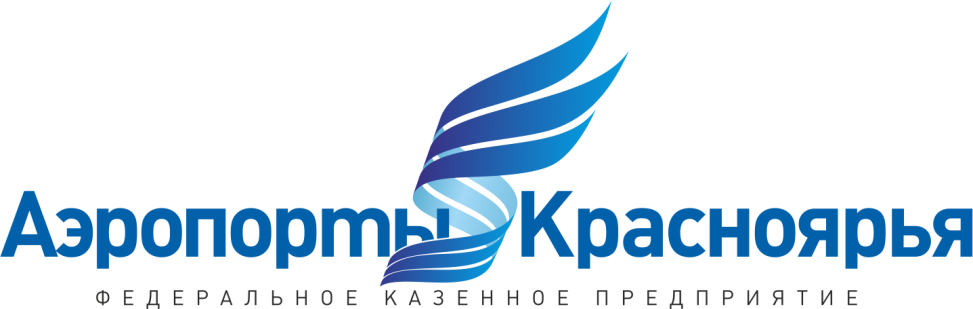 Аэропорты Красноярья
ФЕДЕРАЛЬНОЕ КАЗЕННОЕ ПРЕДПРИЯТИЕ